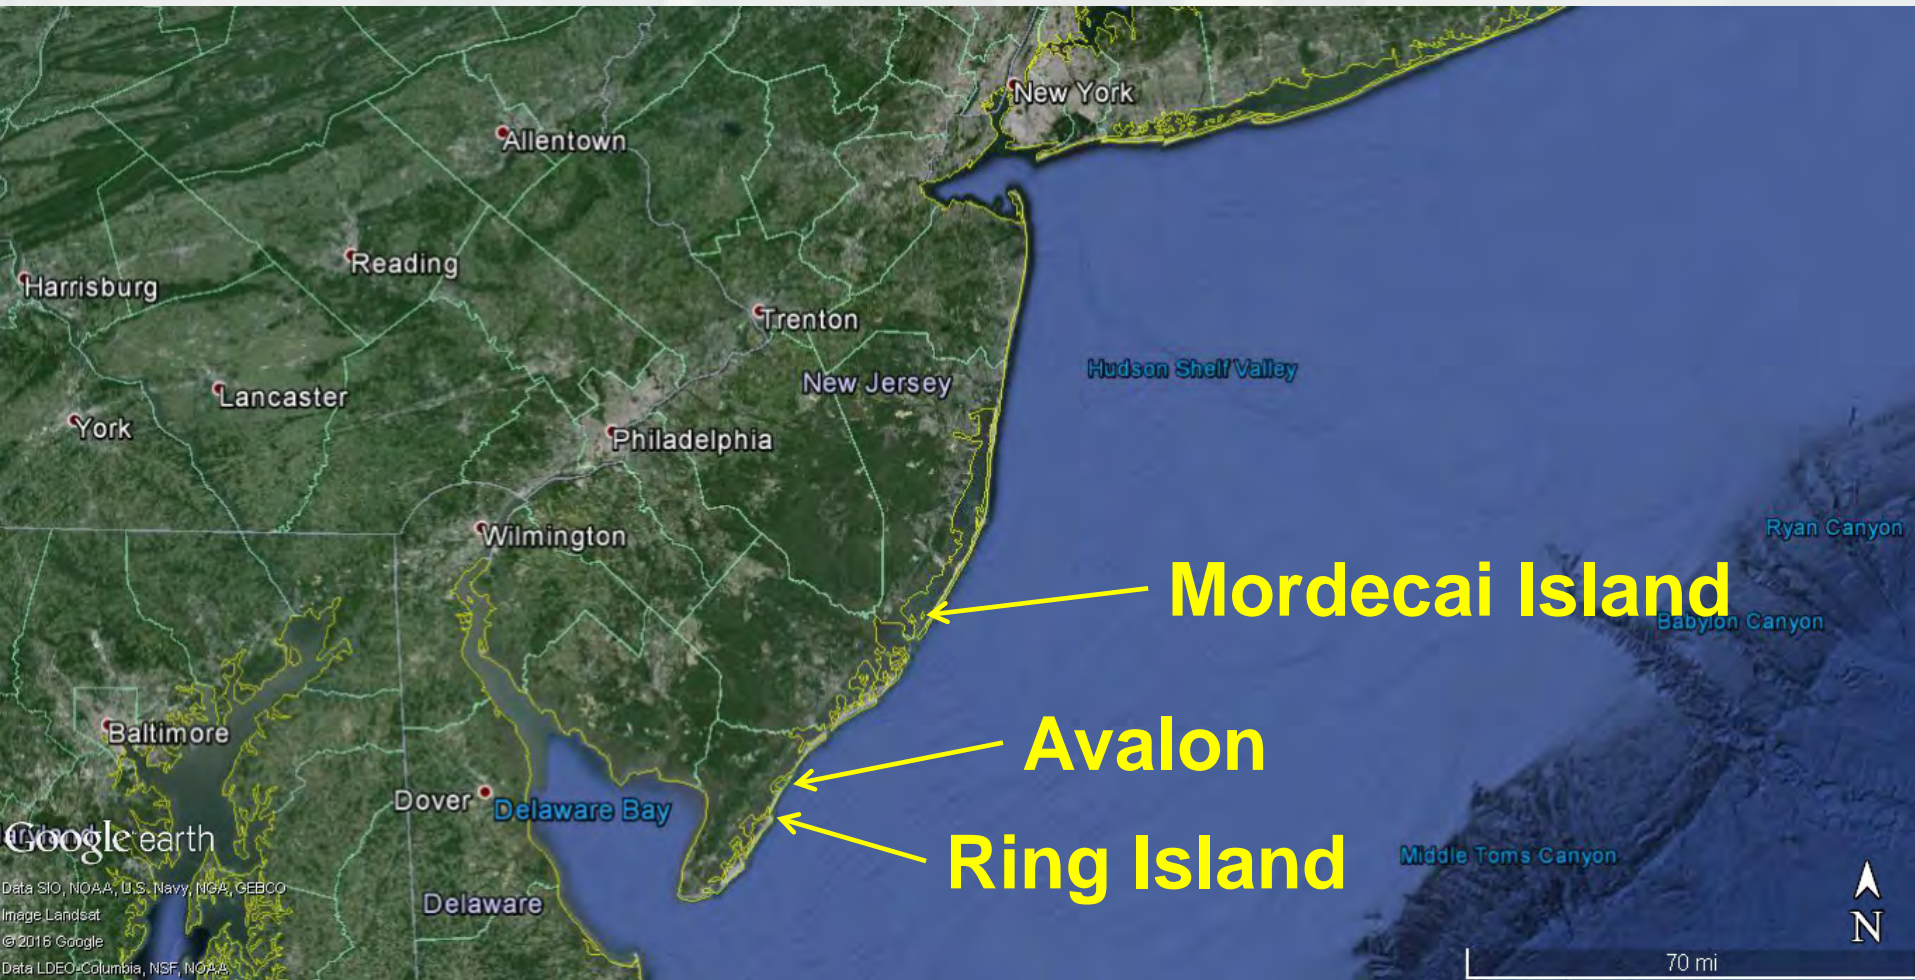 New York
Allentown
Reading
Harrisburg
Trenton
Hudson Shelf Valley
New Jersey
Lancaster
York
Philadelphia
Ryan Canyon
Wilmington
Mordecai Island
Babylon Canyon
Baltimore
Avalon
Dover
Delaware Bay
Google earth
Ring Island
Middle Toms Canyon
Data SIO, NOAA, U.S. Navy, NGA, GEBCO
Image Landsat
© 2016 Google
Data LDEO-Columbia, NSF, NOAA
Delaware
N
70 mi